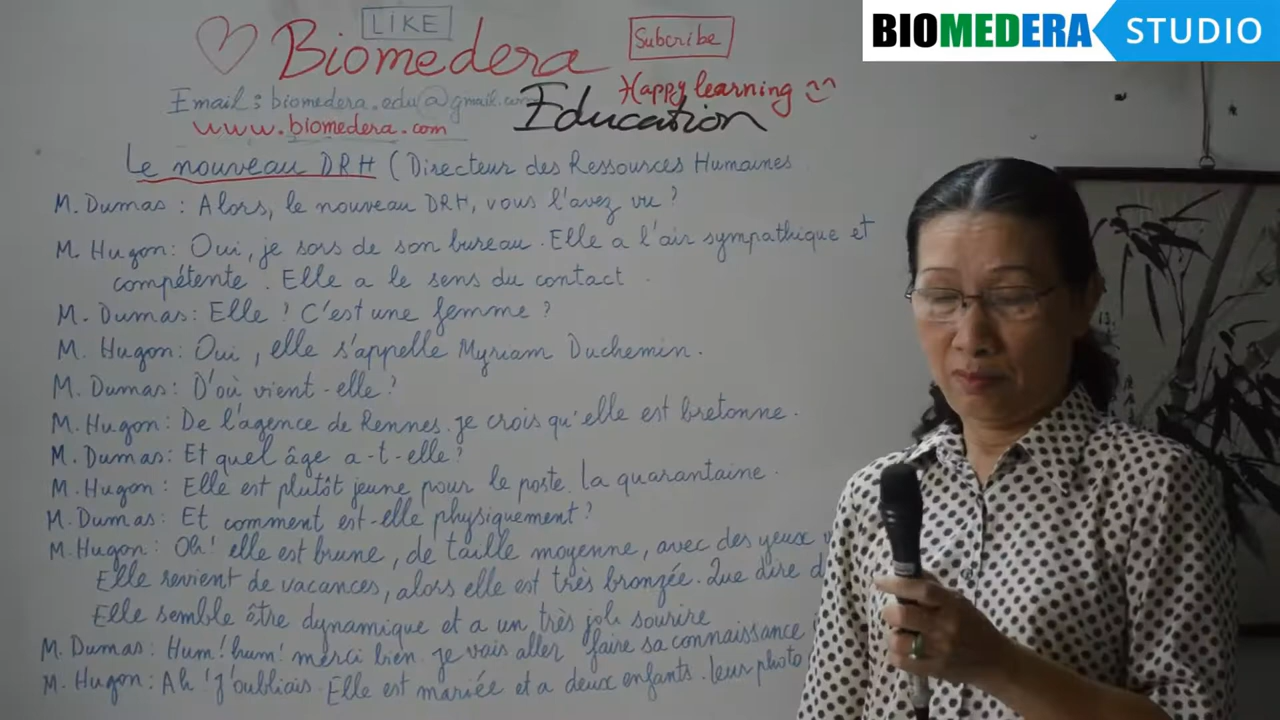 BIOMEDERA STUDIO
LIKE
Biomedera
Subcribe
Happy learning
Email: biomedera.edu@gmail.com
Education
www.biomedera.com
Le nouveau DRH (Directeur des Ressources Humaines
M. Dumas : Alors, le nouveau DRH, vous l'avez vu ?
M. Hugon: Oui, je sors de son bureau. Elle a l'air sympathique et
compétente. Elle a le sens du contact.
M. Dumas: Elle ? C'est une femme ?
M. Hugon: Oui, elle s'appelle Myriam Duchemin.
M. Dumas: D'où vient-elle ?
M. Hugon: De l'agence de Rennes. je crois qu'elle est bretonne.
M. Dumas: Et quel âge a-t-elle ?
M. Hugon: Elle est plutôt jeune pour le poste. la quarantaine.
M. Dumas: Et comment est-elle physiquement ?
M. Hugon: Oh! elle est brune, de taille moyenne, avec des yeux
Elle revient de vacances, alors elle est très bronzée. Que dire
Elle semble être dynamique et a un très joli sourire
M. Dumas: Hum! hum! merci bien. je vais aller faire sa connaissance
M. Hugon: Ah! J'oubliais. Elle est mariée et a deux enfants. leur photo